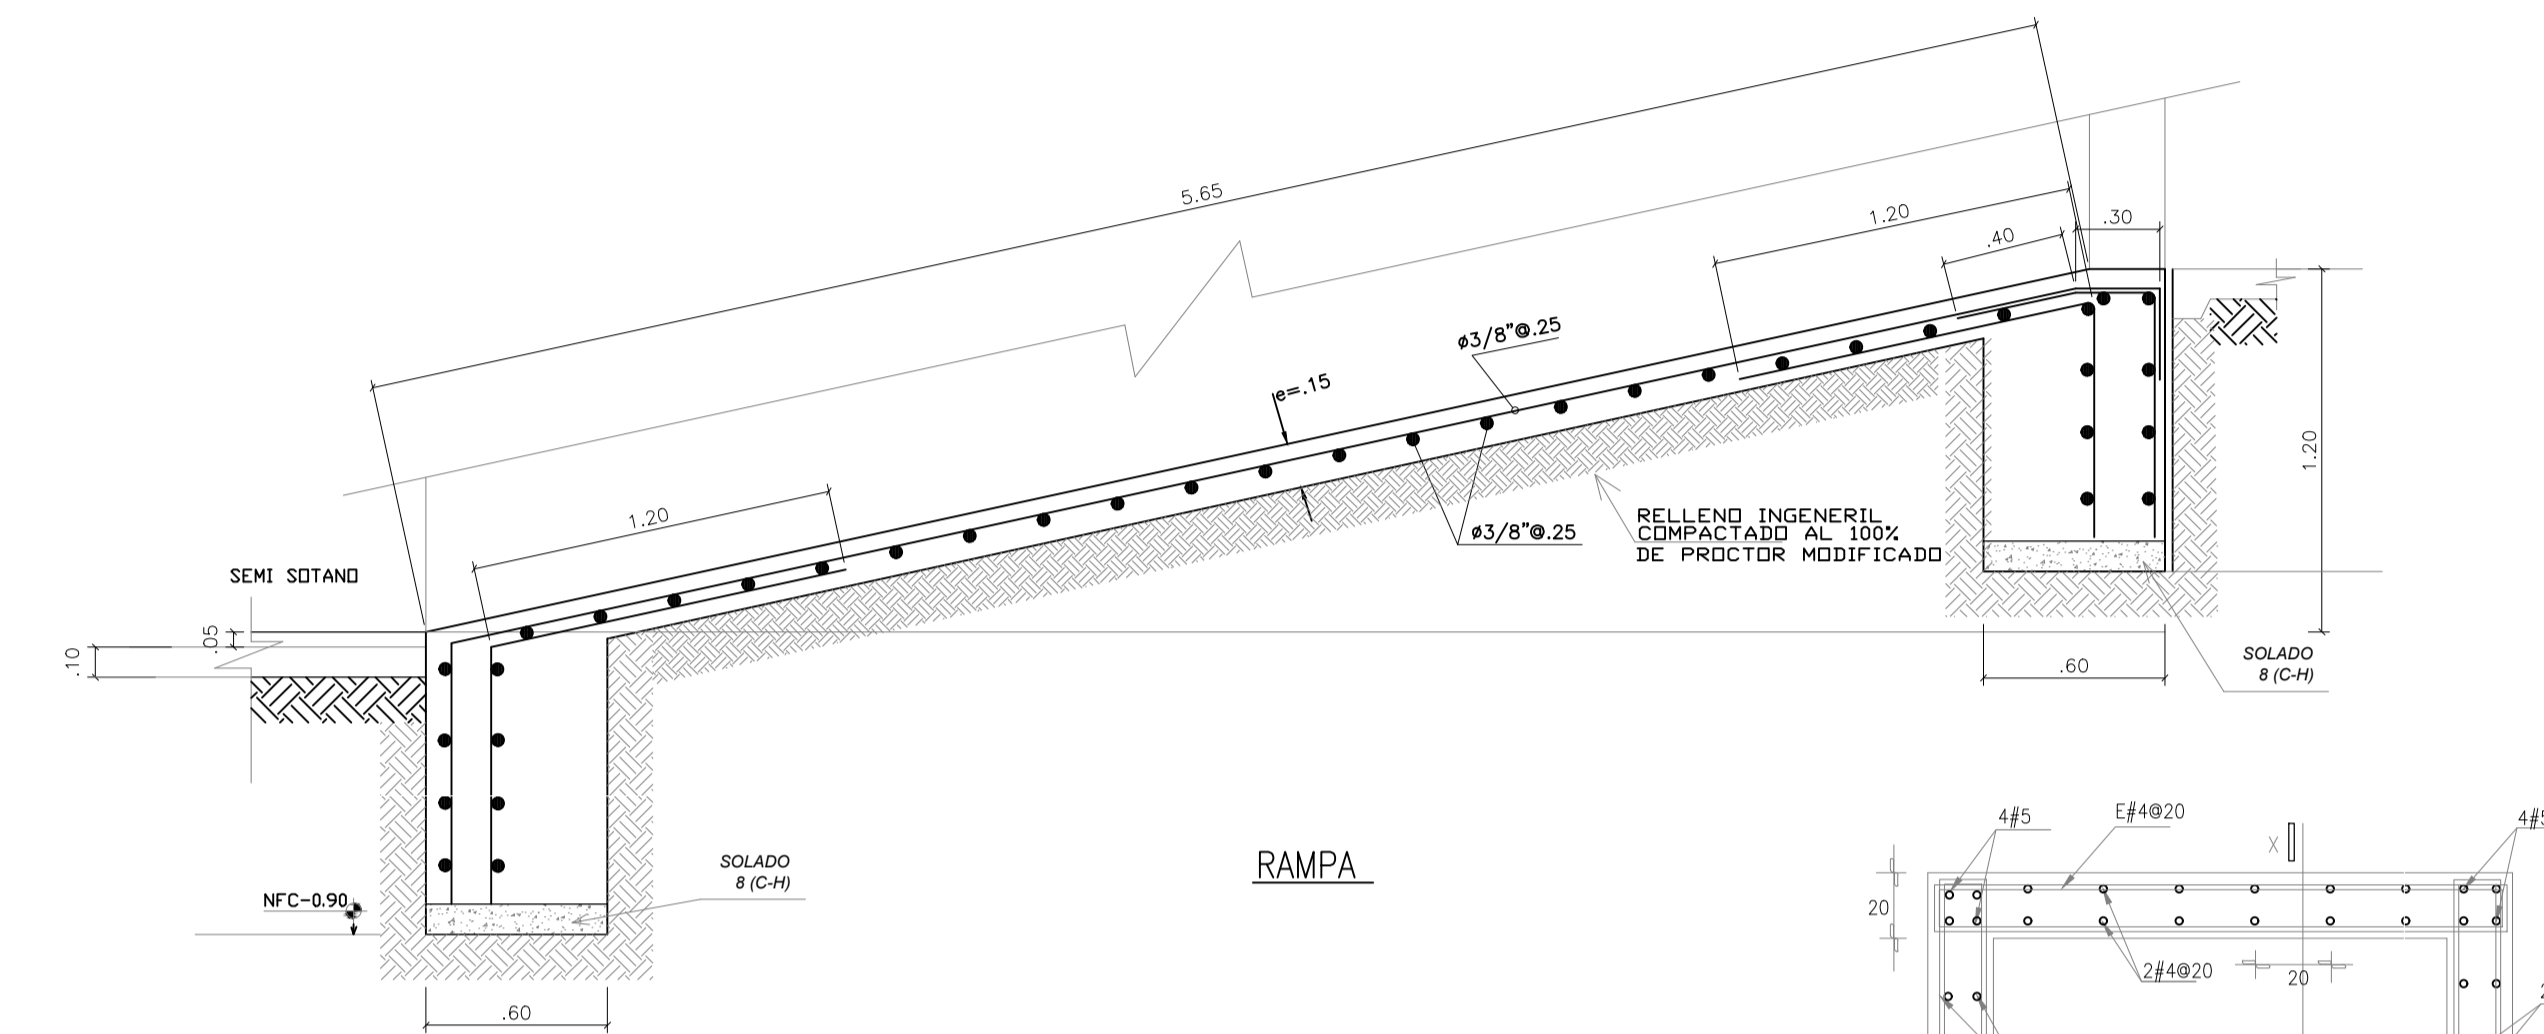 5.65
1.20
.40
.30
ø3/8"@.25
e=.15
1.20
1.20
ø3/8"@.25
RELLENO INGENERIL
COMPACTADO AL 100%
DE PROCTOR MODIFICADO
SEMI SOTANO
.05
.10
.60
SOLADO
8 (C-H)
SOLADO
8 (C-H)
NFC-0.90
.60
RAMPA
4#5
E#4@20
X
20
2#4@20
20